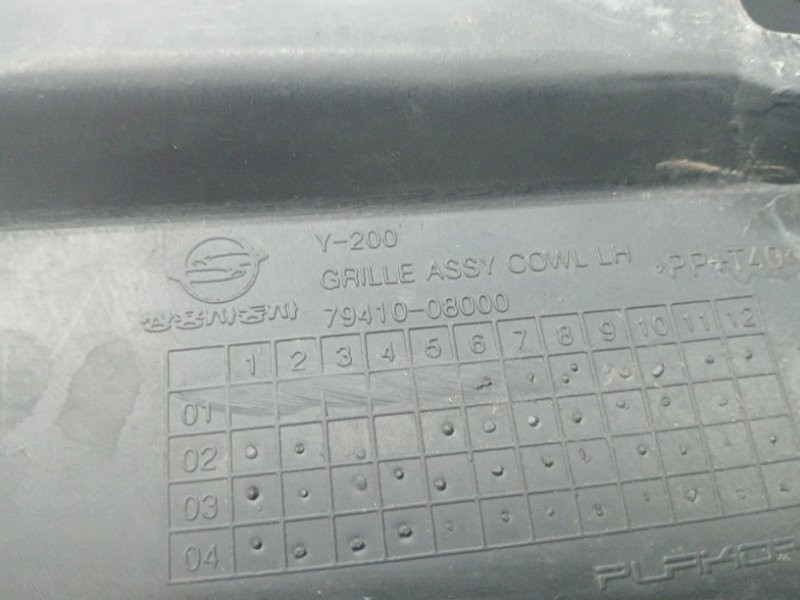 Y-200
GRILLE ASSY COWL LH
>PP+T40<
쌍용자동차 79410-08000
1 2 3 4 5 6 7 8 9 10 11 12
01
02
03
04
PLAKOR